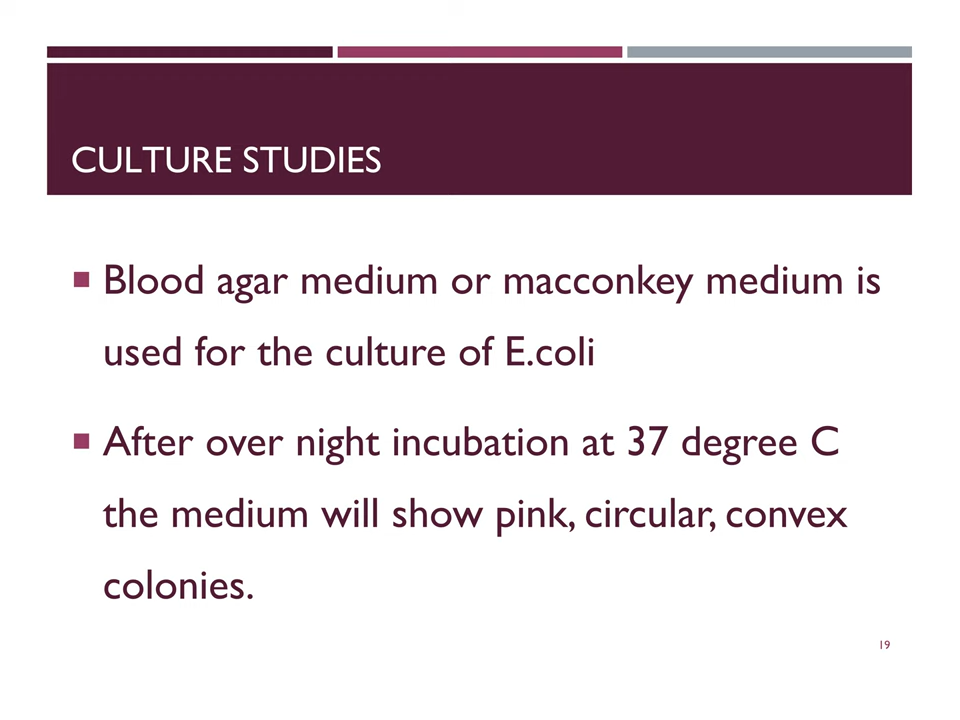 CULTURE STUDIES
Blood agar medium or macconkey medium is
used for the culture of E.coli
After over night incubation at 37 degree C
the medium will show pink, circular, convex
colonies.
19